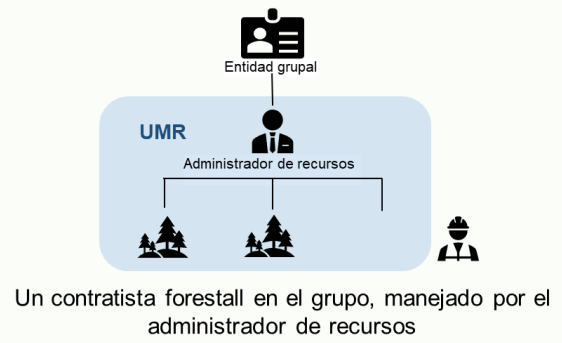 Entidad grupal
UMR
Administrador de recursos
Un contratista forestall en el grupo, manejado por el
administrador de recursos